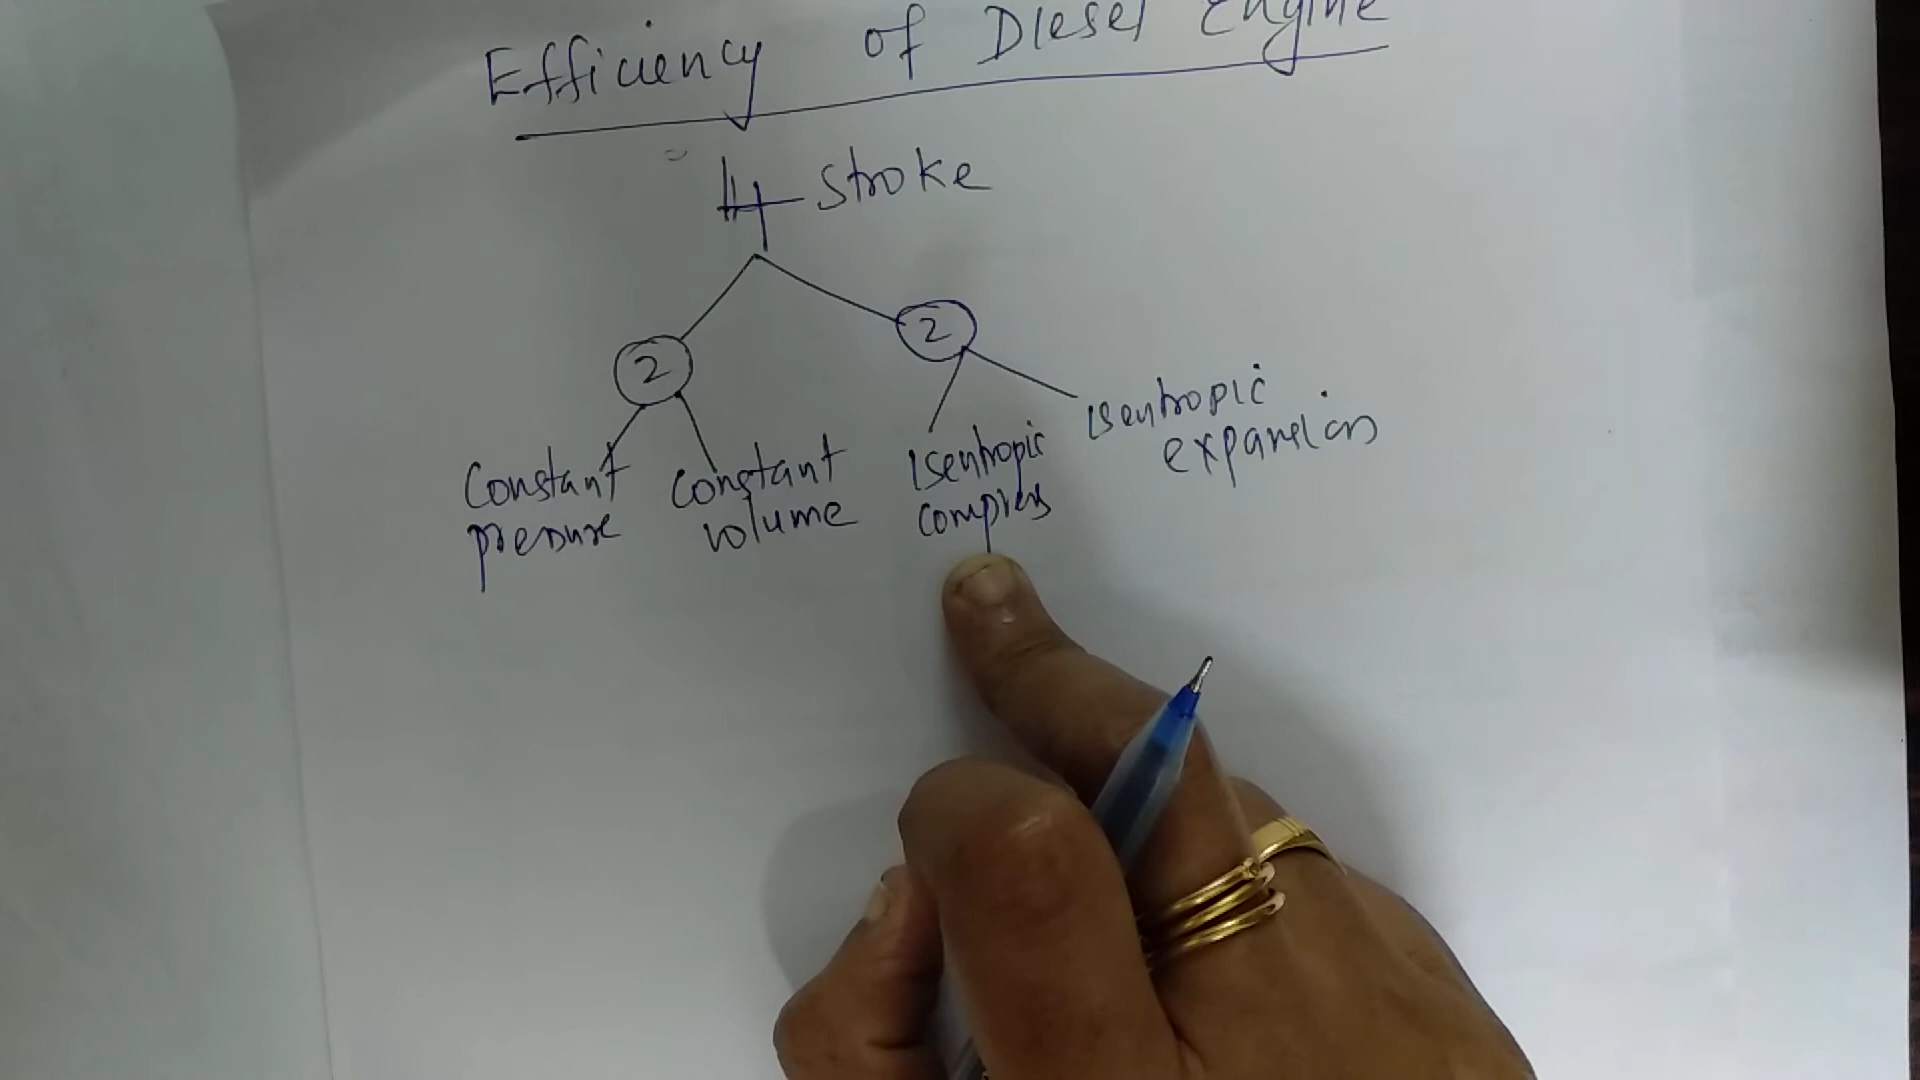 Efficiency of Diesel Engine
4 stroke
2
2
Constant
pressure
constant
volume
Isentropic
compress
Isentropic
expansion